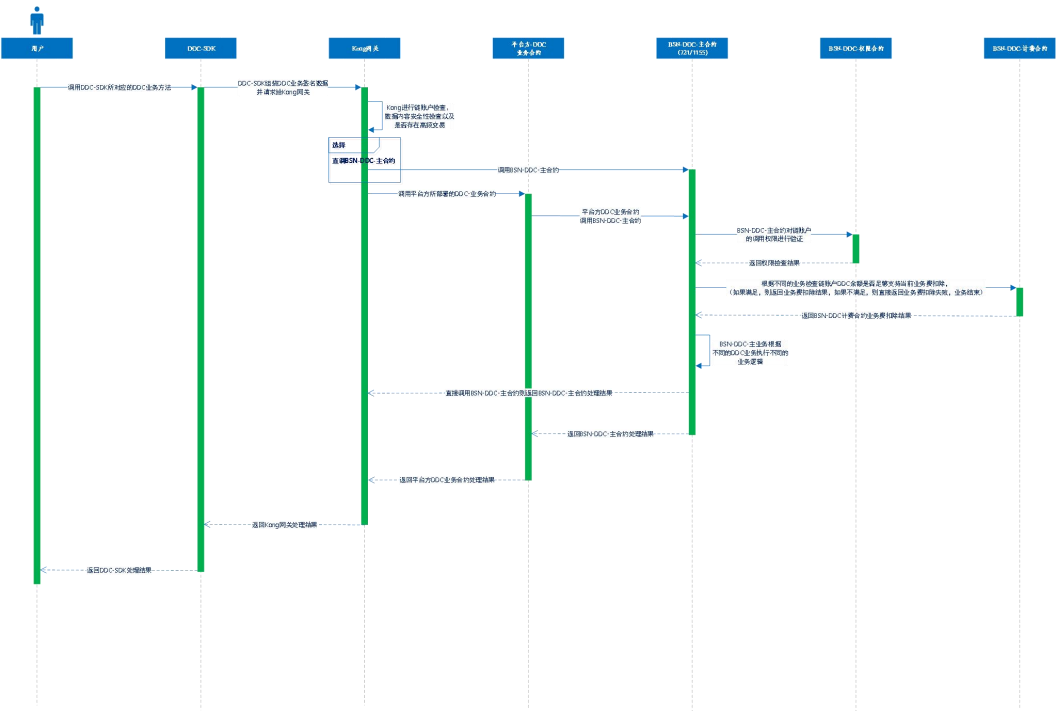 用户
DDC-SDK
Kong网关
平台方-DDC
业务合约
BSN-DDC-主合约
(721/1155)
BSN-DDC-权限合约
BSN-DDC-计费合约
调用DDC-SDK所对应的DDC业务方法
DDC-SDK组装DDC业务签名数据
并请求到Kong网关
Kong进行链账户检查,
数据内容安全性检查以及
是否存在高频交易
选择
直调BSN-DDC-主合约
调用BSN-DDC-主合约
调用平台方所部署的DDC-业务合约
平台方DDC业务合约
调用BSN-DDC-主合约
BSN-DDC-主合约对链账户
的调用权限进行验证
返回权限检查结果
根据不同的业务检查链账户DDC余额是否足够支持当前业务费扣除,
(如果满足, 则返回业务费扣除结果, 如果不满足, 则直接返回业务费扣除失败, 业务结束)
返回BSN-DDC计费合约业务费扣除结果
BSN-DDC-主业务根据
不同的DDC业务执行不同的
业务逻辑
直接调用BSN-DDC-主合约则返回BSN-DDC-主合约处理结果
返回BSN-DDC-主合约处理结果
返回平台方DDC业务合约处理结果
返回Kong网关处理结果
返回DDC-SDK处理结果